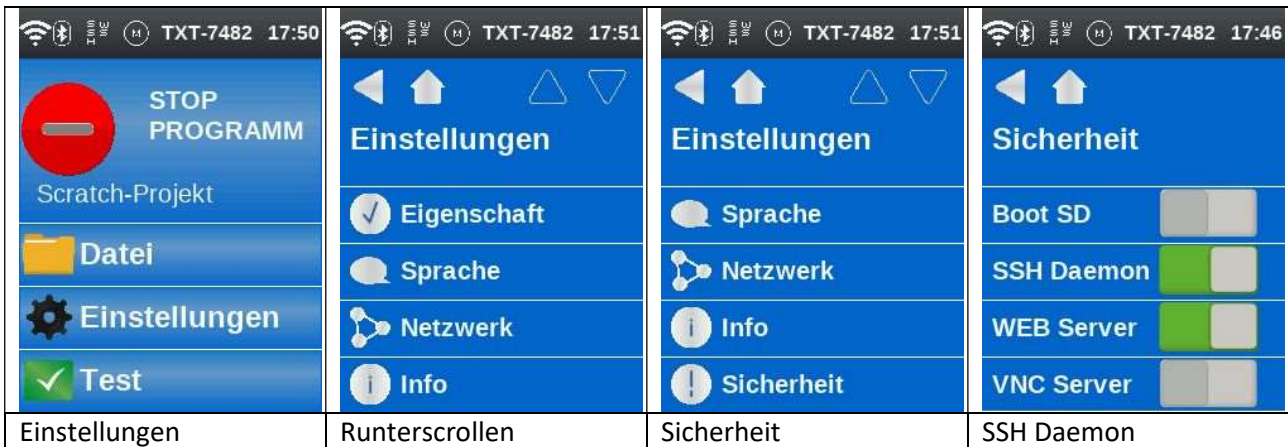 TXT-7482 17:50
STOP
PROGRAMM
Scratch-Projekt
Datei
Einstellungen
Test
Einstellungen
TXT-7482 17:51
Einstellungen
Eigenschaft
Sprache
Netzwerk
Info
Runterscrollen
TXT-7482 17:51
Einstellungen
Sprache
Netzwerk
Info
Sicherheit
Sicherheit
TXT-7482 17:46
Sicherheit
Boot SD
SSH Daemon
WEB Server
VNC Server
SSH Daemon